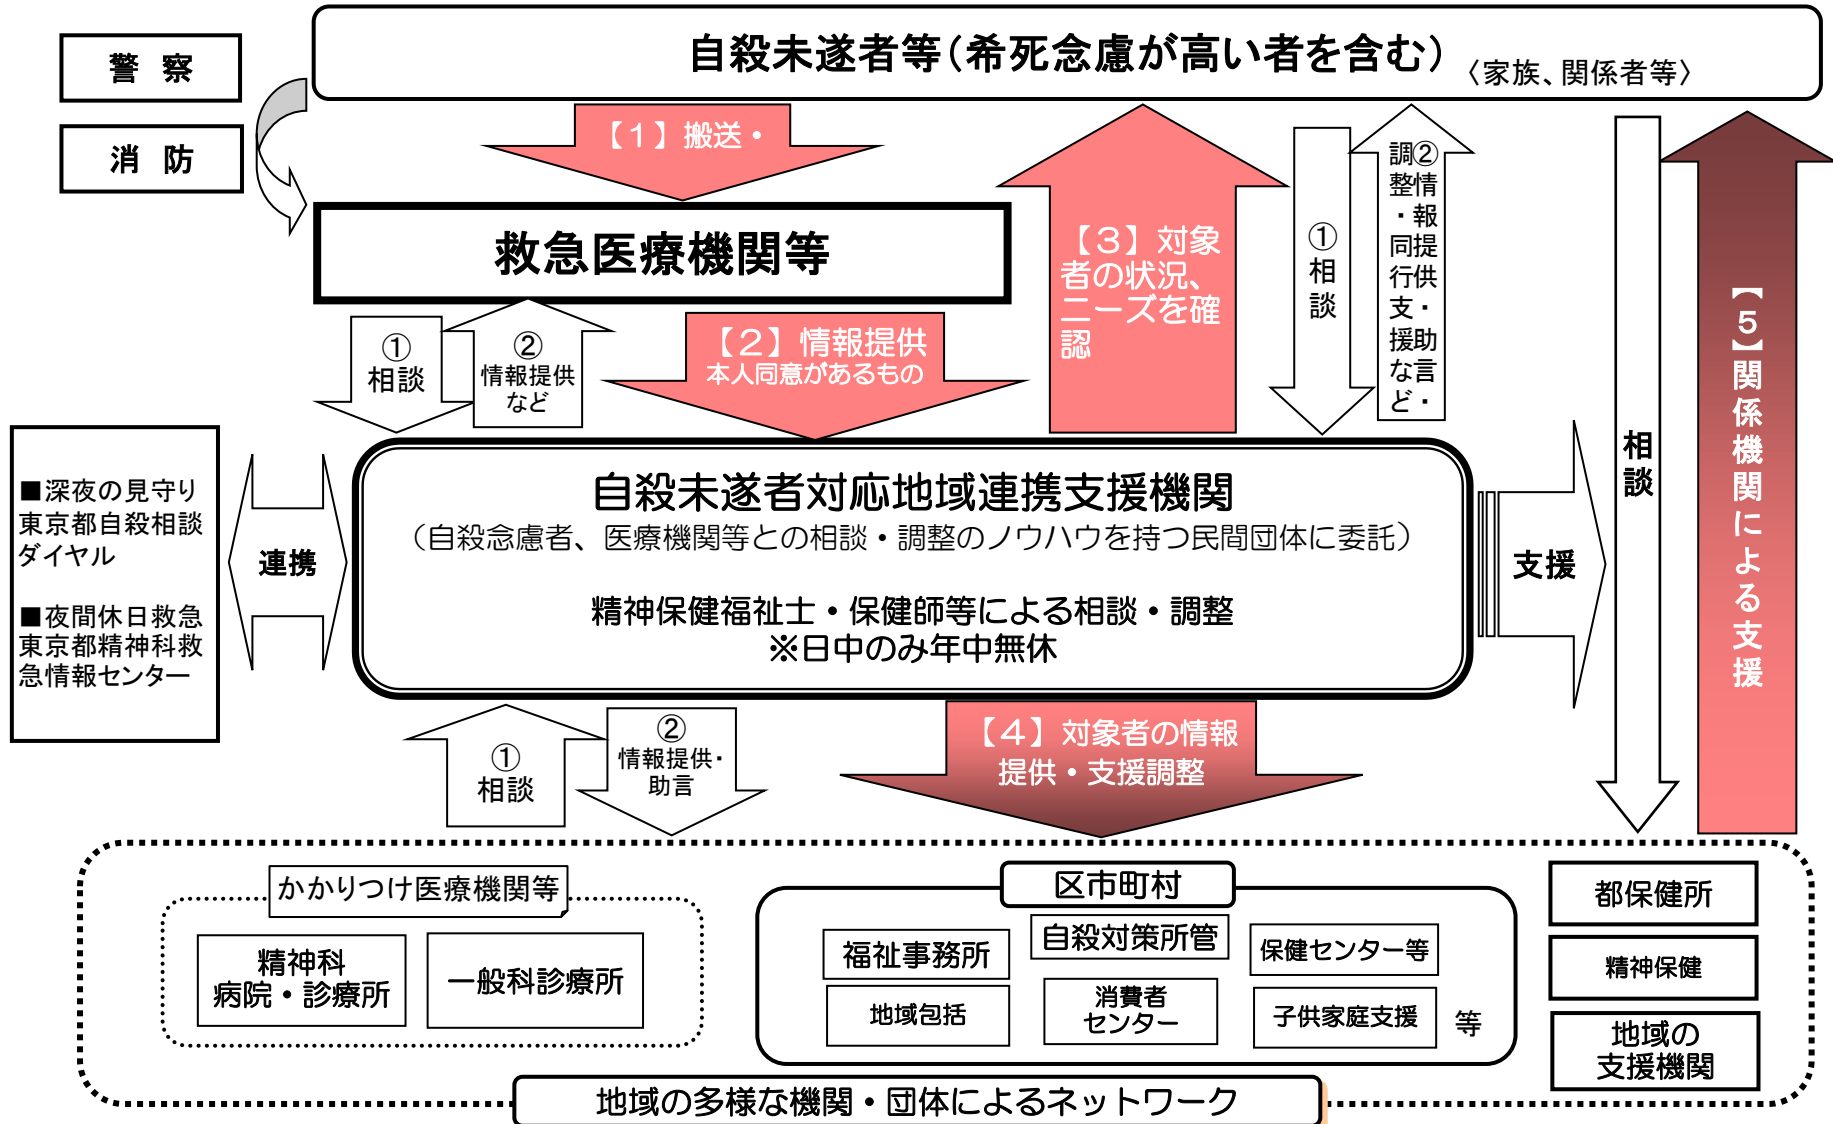 自殺未遂者等(希死念慮が高い者を含む)
〈家族、関係者等〉
警 察
消 防
【1】搬送・
救急医療機関等
①
相談
②
情報提供
など
【2】情報提供
本人同意があるもの
【3】対象
者の状況、
ニーズを確
認
①相談
②情報提供・助言・
調整・同行支援など
相談
【5】関係機関による支援
■深夜の見守り
東京都自殺相談
ダイヤル
■夜間休日救急
東京都精神科救
急情報センター
連携
自殺未遂者対応地域連携支援機関
(自殺念慮者、医療機関等との相談・調整のノウハウを持つ民間団体に委託)
精神保健福祉士・保健師等による相談・調整
※日中のみ年中無休
支援
①
相談
②
情報提供・
助言
【4】対象者の情報
提供・支援調整
かかりつけ医療機関等
精神科
病院・診療所
一般科診療所
区市町村
福祉事務所
自殺対策所管
保健センター等
地域包括
消費者
センター
子供家庭支援
等
都保健所
精神保健
地域の
支援機関
地域の多様な機関・団体によるネットワーク